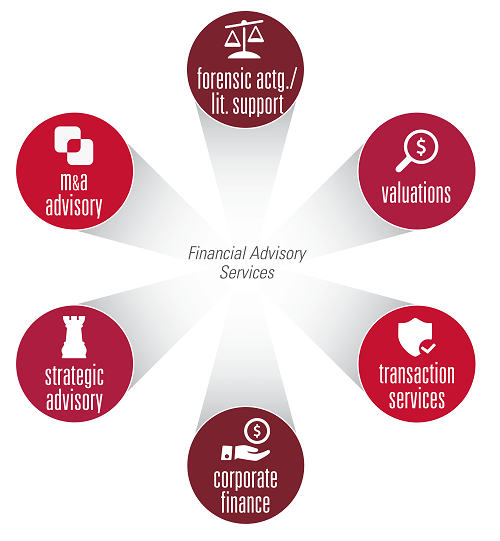 forensic actg./
lit. support
$
valuations
m&a
advisory
Financial Advisory
Services
strategic
advisory
transaction
services
$
corporate
finance